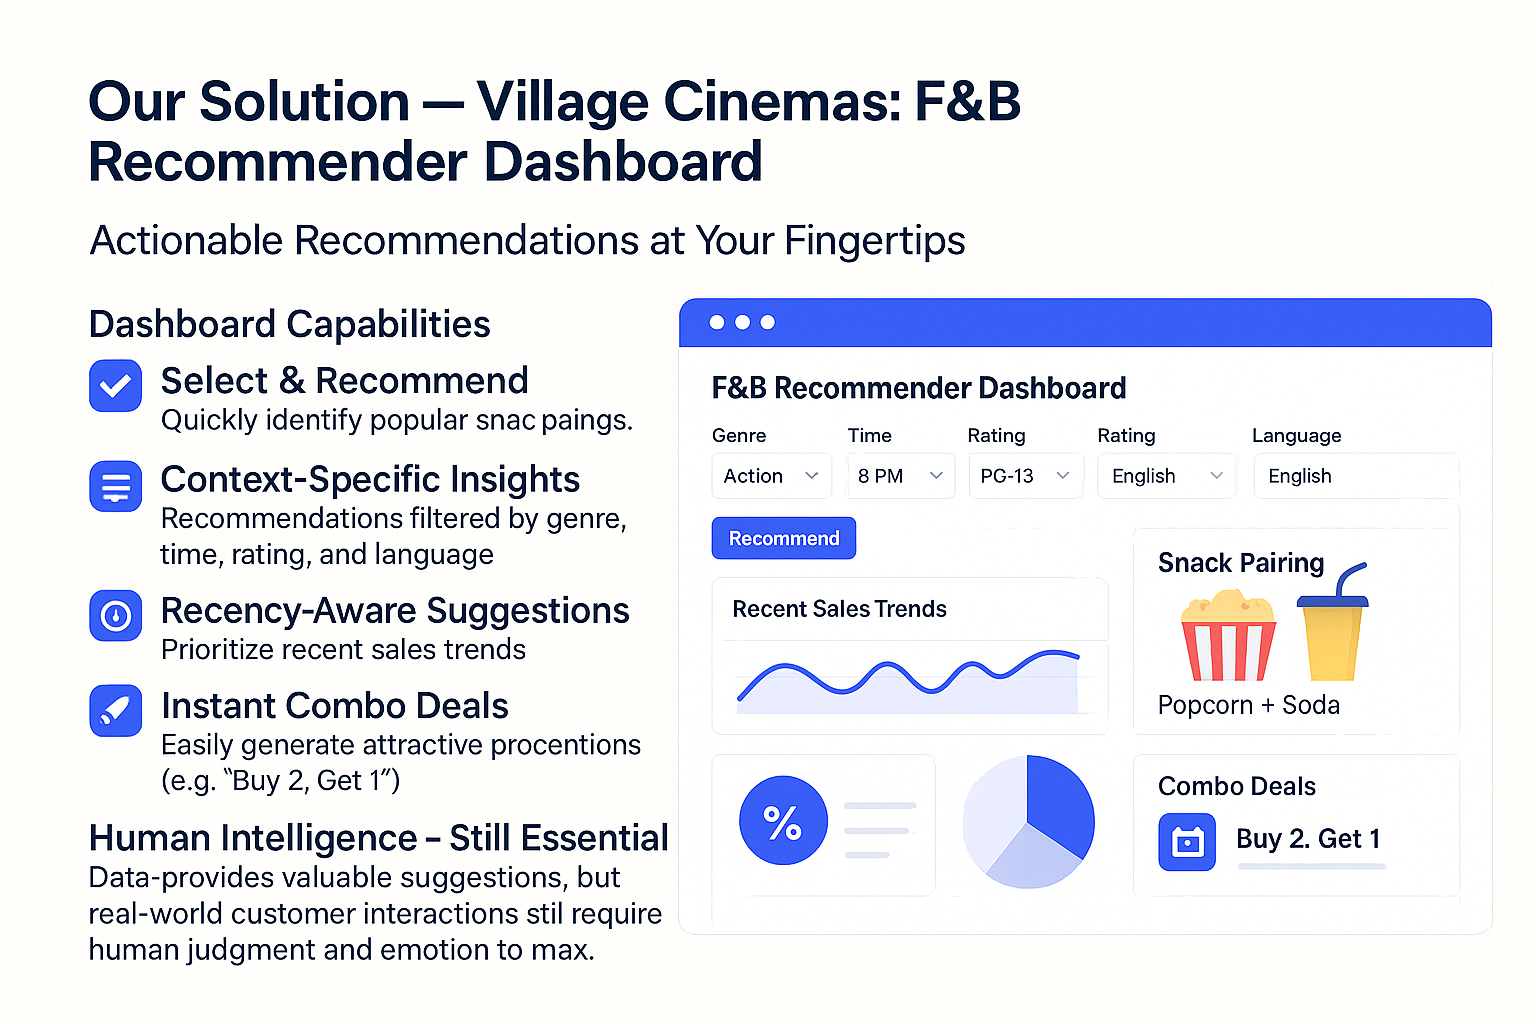 Our Solution — Village Cinemas: F&B
Recommender Dashboard
Actionable Recommendations at Your Fingertips
Dashboard Capabilities
Select & Recommend
Quickly identify popular snac paings.
Context-Specific Insights
Recommendations filtered by genre,
time, rating, and language
Recency-Aware Suggestions
Prioritize recent sales trends
Instant Combo Deals
Easily generate attractive procentions
(e.g. “Buy 2, Get 1”)
Human Intelligence – Still Essential
Data-provides valuable suggestions, but
real-world customer interactions stil require
human judgment and emotion to max.
F&B Recommender Dashboard
Genre Time Rating Rating Language
Action 8 PM PG-13 English English
Recommend
Recent Sales Trends
Snack Pairing
Popcorn + Soda
%
Combo Deals
Buy 2. Get 1